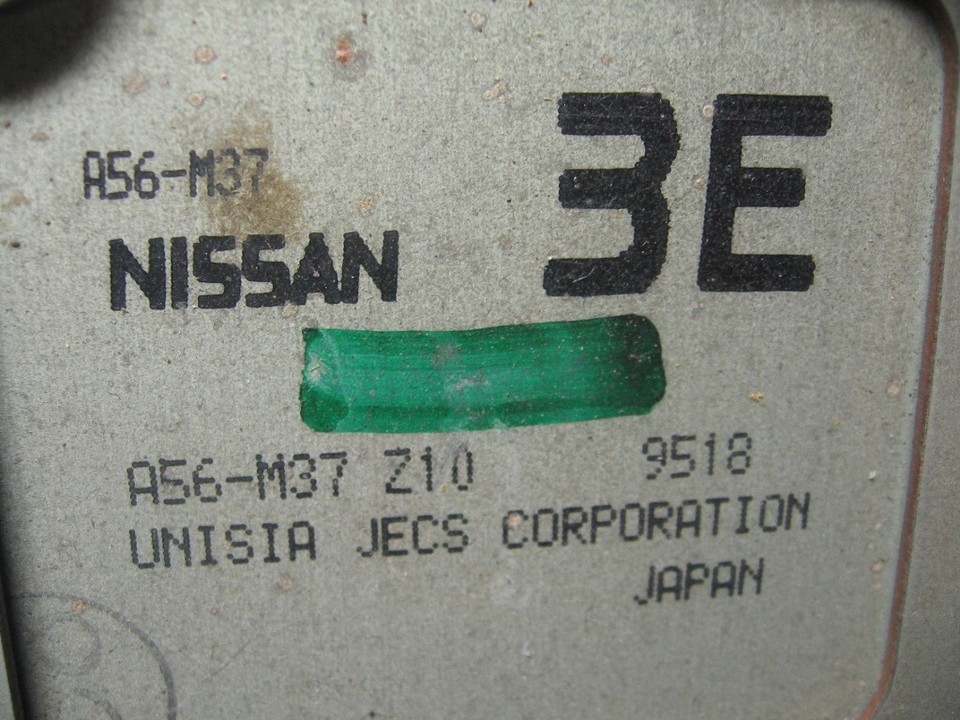 A56-M37
3E
NISSAN
A56-M37 Z10 9518
UNISIA JECS CORPORATION
JAPAN